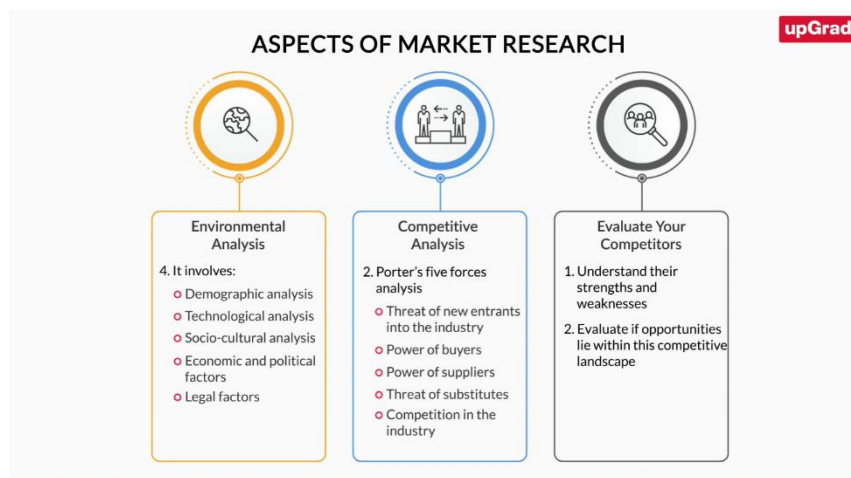 upGrad
ASPECTS OF MARKET RESEARCH
Environmental
Analysis
4. It involves:
Demographic analysis
Technological analysis
Socio-cultural analysis
Economic and political
factors
Legal factors
Competitive
Analysis
2. Porter's five forces
analysis
Threat of new entrants
into the industry
Power of buyers
Power of suppliers
Threat of substitutes
Competition in the
industry
Evaluate Your
Competitors
1. Understand their
strengths and
weaknesses
2. Evaluate if opportunities
lie within this competitive
landscape